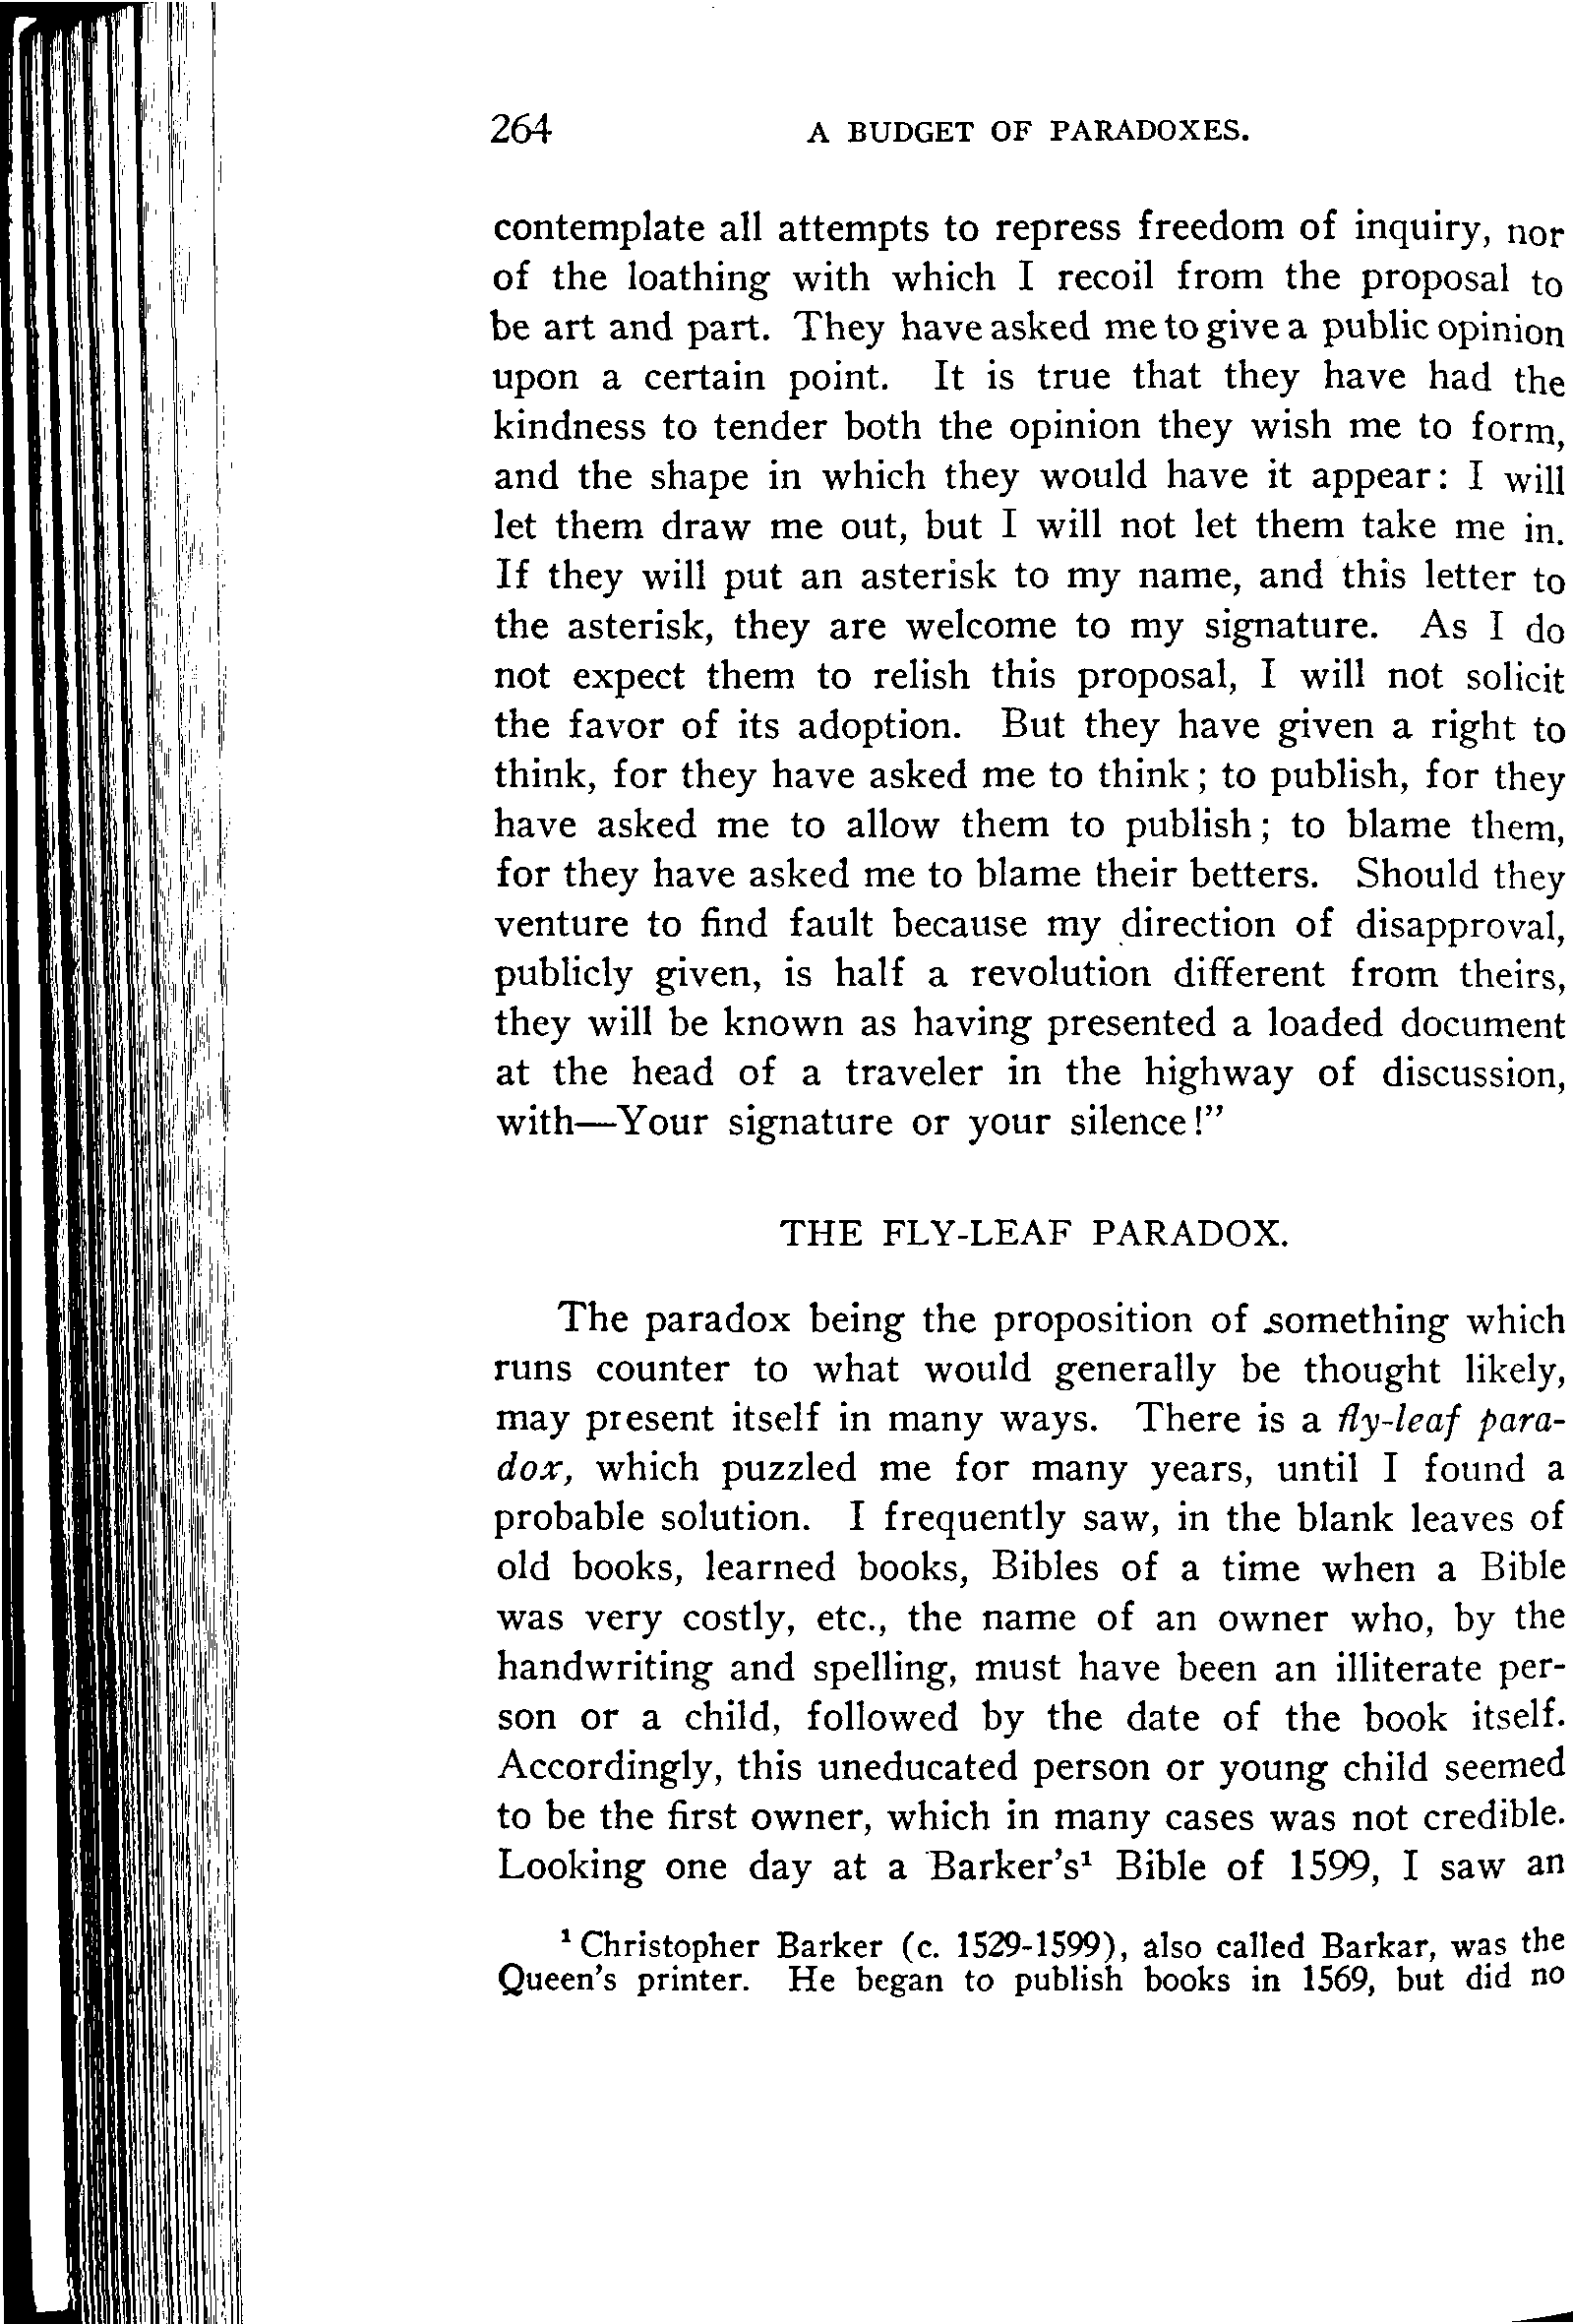 264 A BUDGET OF PARADOXES.
contemplate all attempts to repress freedom of inquiry, nor
of the loathing with which I recoil from the proposal to
be art and part. They have asked me to give a public opinion
upon a certain point. It is true that they have had the
kindness to tender both the opinion they wish me to form,
and the shape in which they would have it appear: I will
let them draw me out, but I will not let them take me in.
If they will put an asterisk to my name, and this letter to
the asterisk, they are welcome to my signature. As I do
not expect them to relish this proposal, I will not solicit
the favor of its adoption. But they have given a right to
think, for they have asked me to think; to publish, for they
have asked me to allow them to publish; to blame them,
for they have asked me to blame their betters. Should they
venture to find fault because my direction of disapproval,
publicly given, is half a revolution different from theirs,
they will be known as having presented a loaded document
at the head of a traveler in the highway of discussion,
with—Your signature or your silence!”
THE FLY-LEAF PARADOX.
The paradox being the proposition of something which
runs counter to what would generally be thought likely,
may present itself in many ways. There is a fly-leaf para-
dox, which puzzled me for many years, until I found a
probable solution. I frequently saw, in the blank leaves of
old books, learned books, Bibles of a time when a Bible
was very costly, etc., the name of an owner who, by the
handwriting and spelling, must have been an illiterate per-
son or a child, followed by the date of the book itself.
Accordingly, this uneducated person or young child seemed
to be the first owner, which in many cases was not credible.
Looking one day at a Barker’s¹ Bible of 1599, I saw an
¹ Christopher Barker (c. 1529-1599), also called Barkar, was the
Queen’s printer. He began to publish books in 1569, but did no